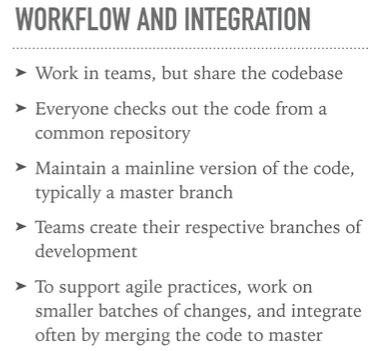 WORKFLOW AND INTEGRATION
➤ Work in teams, but share the codebase
➤ Everyone checks out the code from a
common repository
➤ Maintain a mainline version of the code,
typically a master branch
➤ Teams create their respective branches of
development
➤ To support agile practices, work on
smaller batches of changes, and integrate
often by merging the code to master